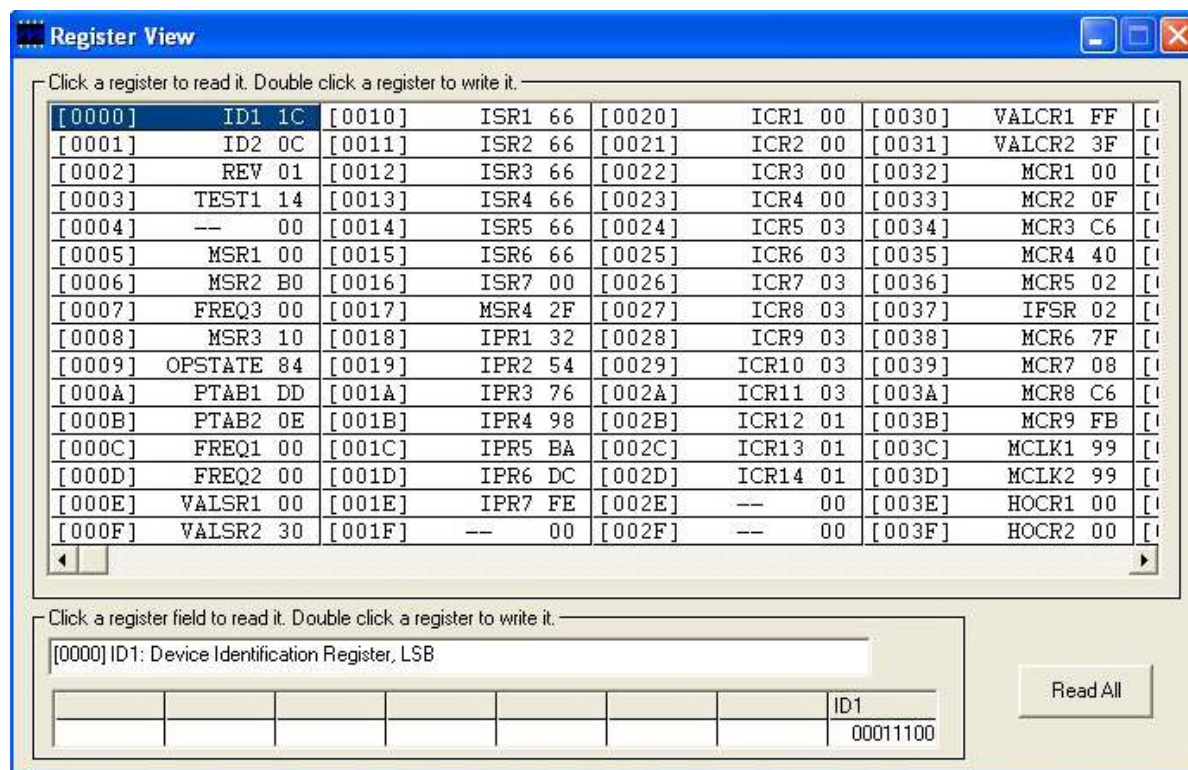 Register View
Click a register to read it. Double click a register to write it.
[0000] ID1 1C [0010] ISR1 66 [0020] ICR1 00 [0030] VALCR1 FF
[0001] ID2 0C [0011] ISR2 66 [0021] ICR2 00 [0031] VALCR2 3F
[0002] REV 01 [0012] ISR3 66 [0022] ICR3 00 [0032] MCR1 00
[0003] TEST1 14 [0013] ISR4 66 [0023] ICR4 00 [0033] MCR2 0F
[0004] -- 00 [0014] ISR5 66 [0024] ICR5 03 [0034] MCR3 C6
[0005] MSR1 00 [0015] ISR6 66 [0025] ICR6 03 [0035] MCR4 40
[0006] MSR2 B0 [0016] ISR7 00 [0026] ICR7 03 [0036] MCR5 02
[0007] FREQ3 00 [0017] MSR4 2F [0027] ICR8 03 [0037] IFSR 02
[0008] MSR3 10 [0018] IPR1 32 [0028] ICR9 03 [0038] MCR6 7F
[0009] OPSTATE 84 [0019] IPR2 54 [0029] ICR10 03 [0039] MCR7 08
[000A] PTAB1 DD [001A] IPR3 76 [002A] ICR11 03 [003A] MCR8 C6
[000B] PTAB2 0E [001B] IPR4 98 [002B] ICR12 01 [003B] MCR9 FB
[000C] FREQ1 00 [001C] IPR5 BA [002C] ICR13 01 [003C] MCLK1 99
[000D] FREQ2 00 [001D] IPR6 DC [002D] ICR14 01 [003D] MCLK2 99
[000E] VALSR1 00 [001E] IPR7 FE [002E] -- 00 [003E] HOCR1 00
[000F] VALSR2 30 [001F] -- 00 [002F] -- 00 [003F] HOCR2 00
Click a register field to read it. Double click a register to write it.
[0000] ID1: Device Identification Register, LSB
Read All
ID1
00011100